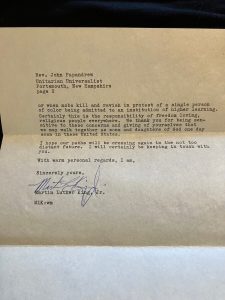 Rev. John Papandrew
Unitarian Universalist
Portsmouth, New Hampshire
page 2
or when mobs kill and ravish in protest of a single person
of color being admitted to an institution of higher learning.
Certainly this is the responsibility of freedom loving,
religious people everywhere. We thank you for being sen-
sitive to these concerns and giving of yourselves that
we may walk together as sons and daughters of God one day
soon in these United States.
I hope our paths will be crossing again in the not too
distant future. I will certainly be keeping in touch with
you.
With warm personal regards, I am,
Sincerely yours,
Martin Luther King, Jr.
MLK:wm